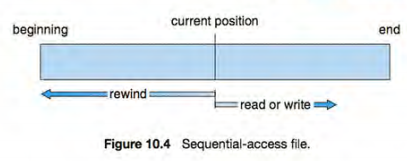 current position
beginning
end
rewind
read or write
Figure 10.4 Sequential-access file.